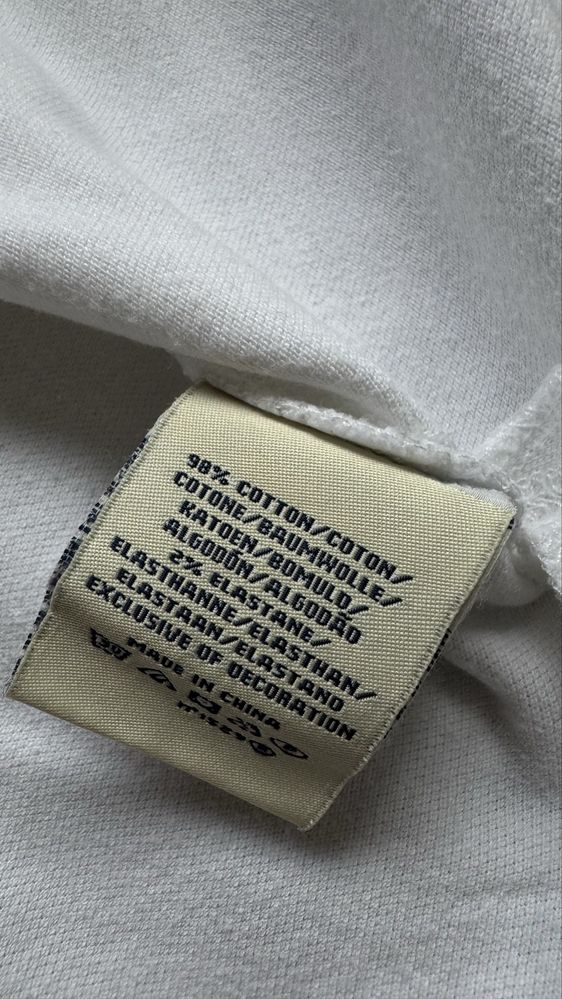 98% COTTON/COTON/
COTONE/BAUMWOLLE/
KATOEN/BOMULD/
ALGODÓN/ALGODÃO
2% ELASTANE/
ELASTHANNE/ELASTHAN/
ELASTAAN/ELASTAND
EXCLUSIVE OF DECORATION
MADE IN CHINA